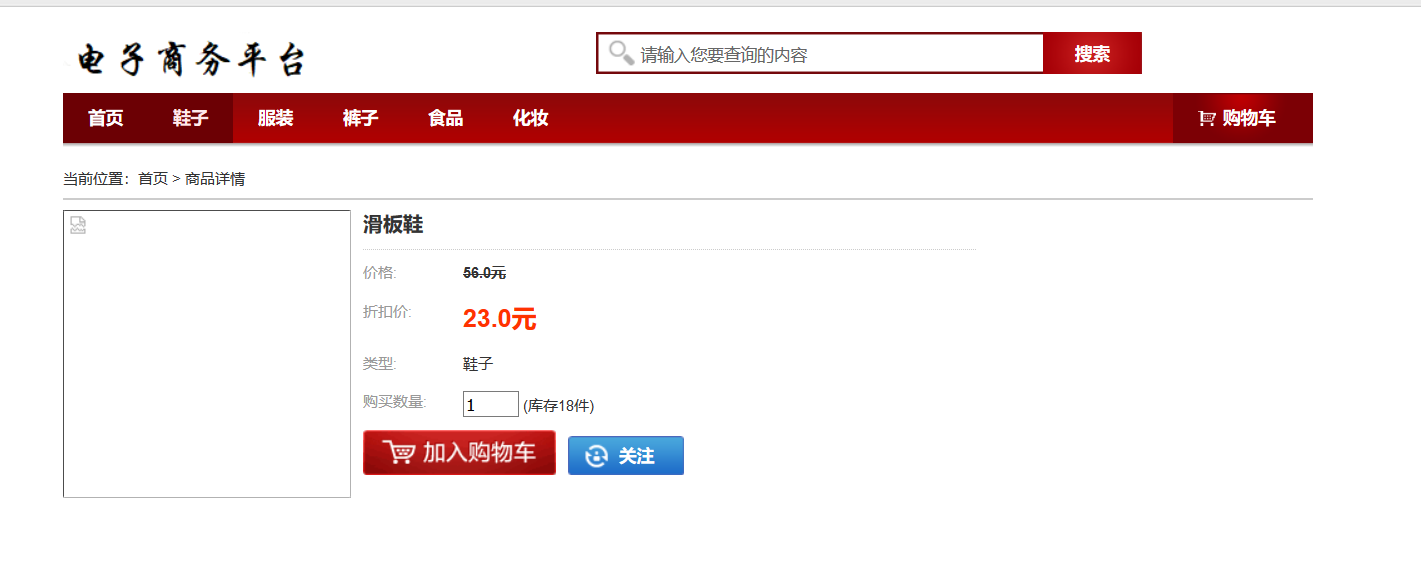 电子商务平台
请输入您要查询的内容 搜索
首页 鞋子 服装 裤子 食品 化妆 购物车
当前位置：首页 > 商品详情
滑板鞋
价格: 56.0元
折扣价: 23.0元
类型: 鞋子
购买数量: 1 (库存18件)
加入购物车 关注